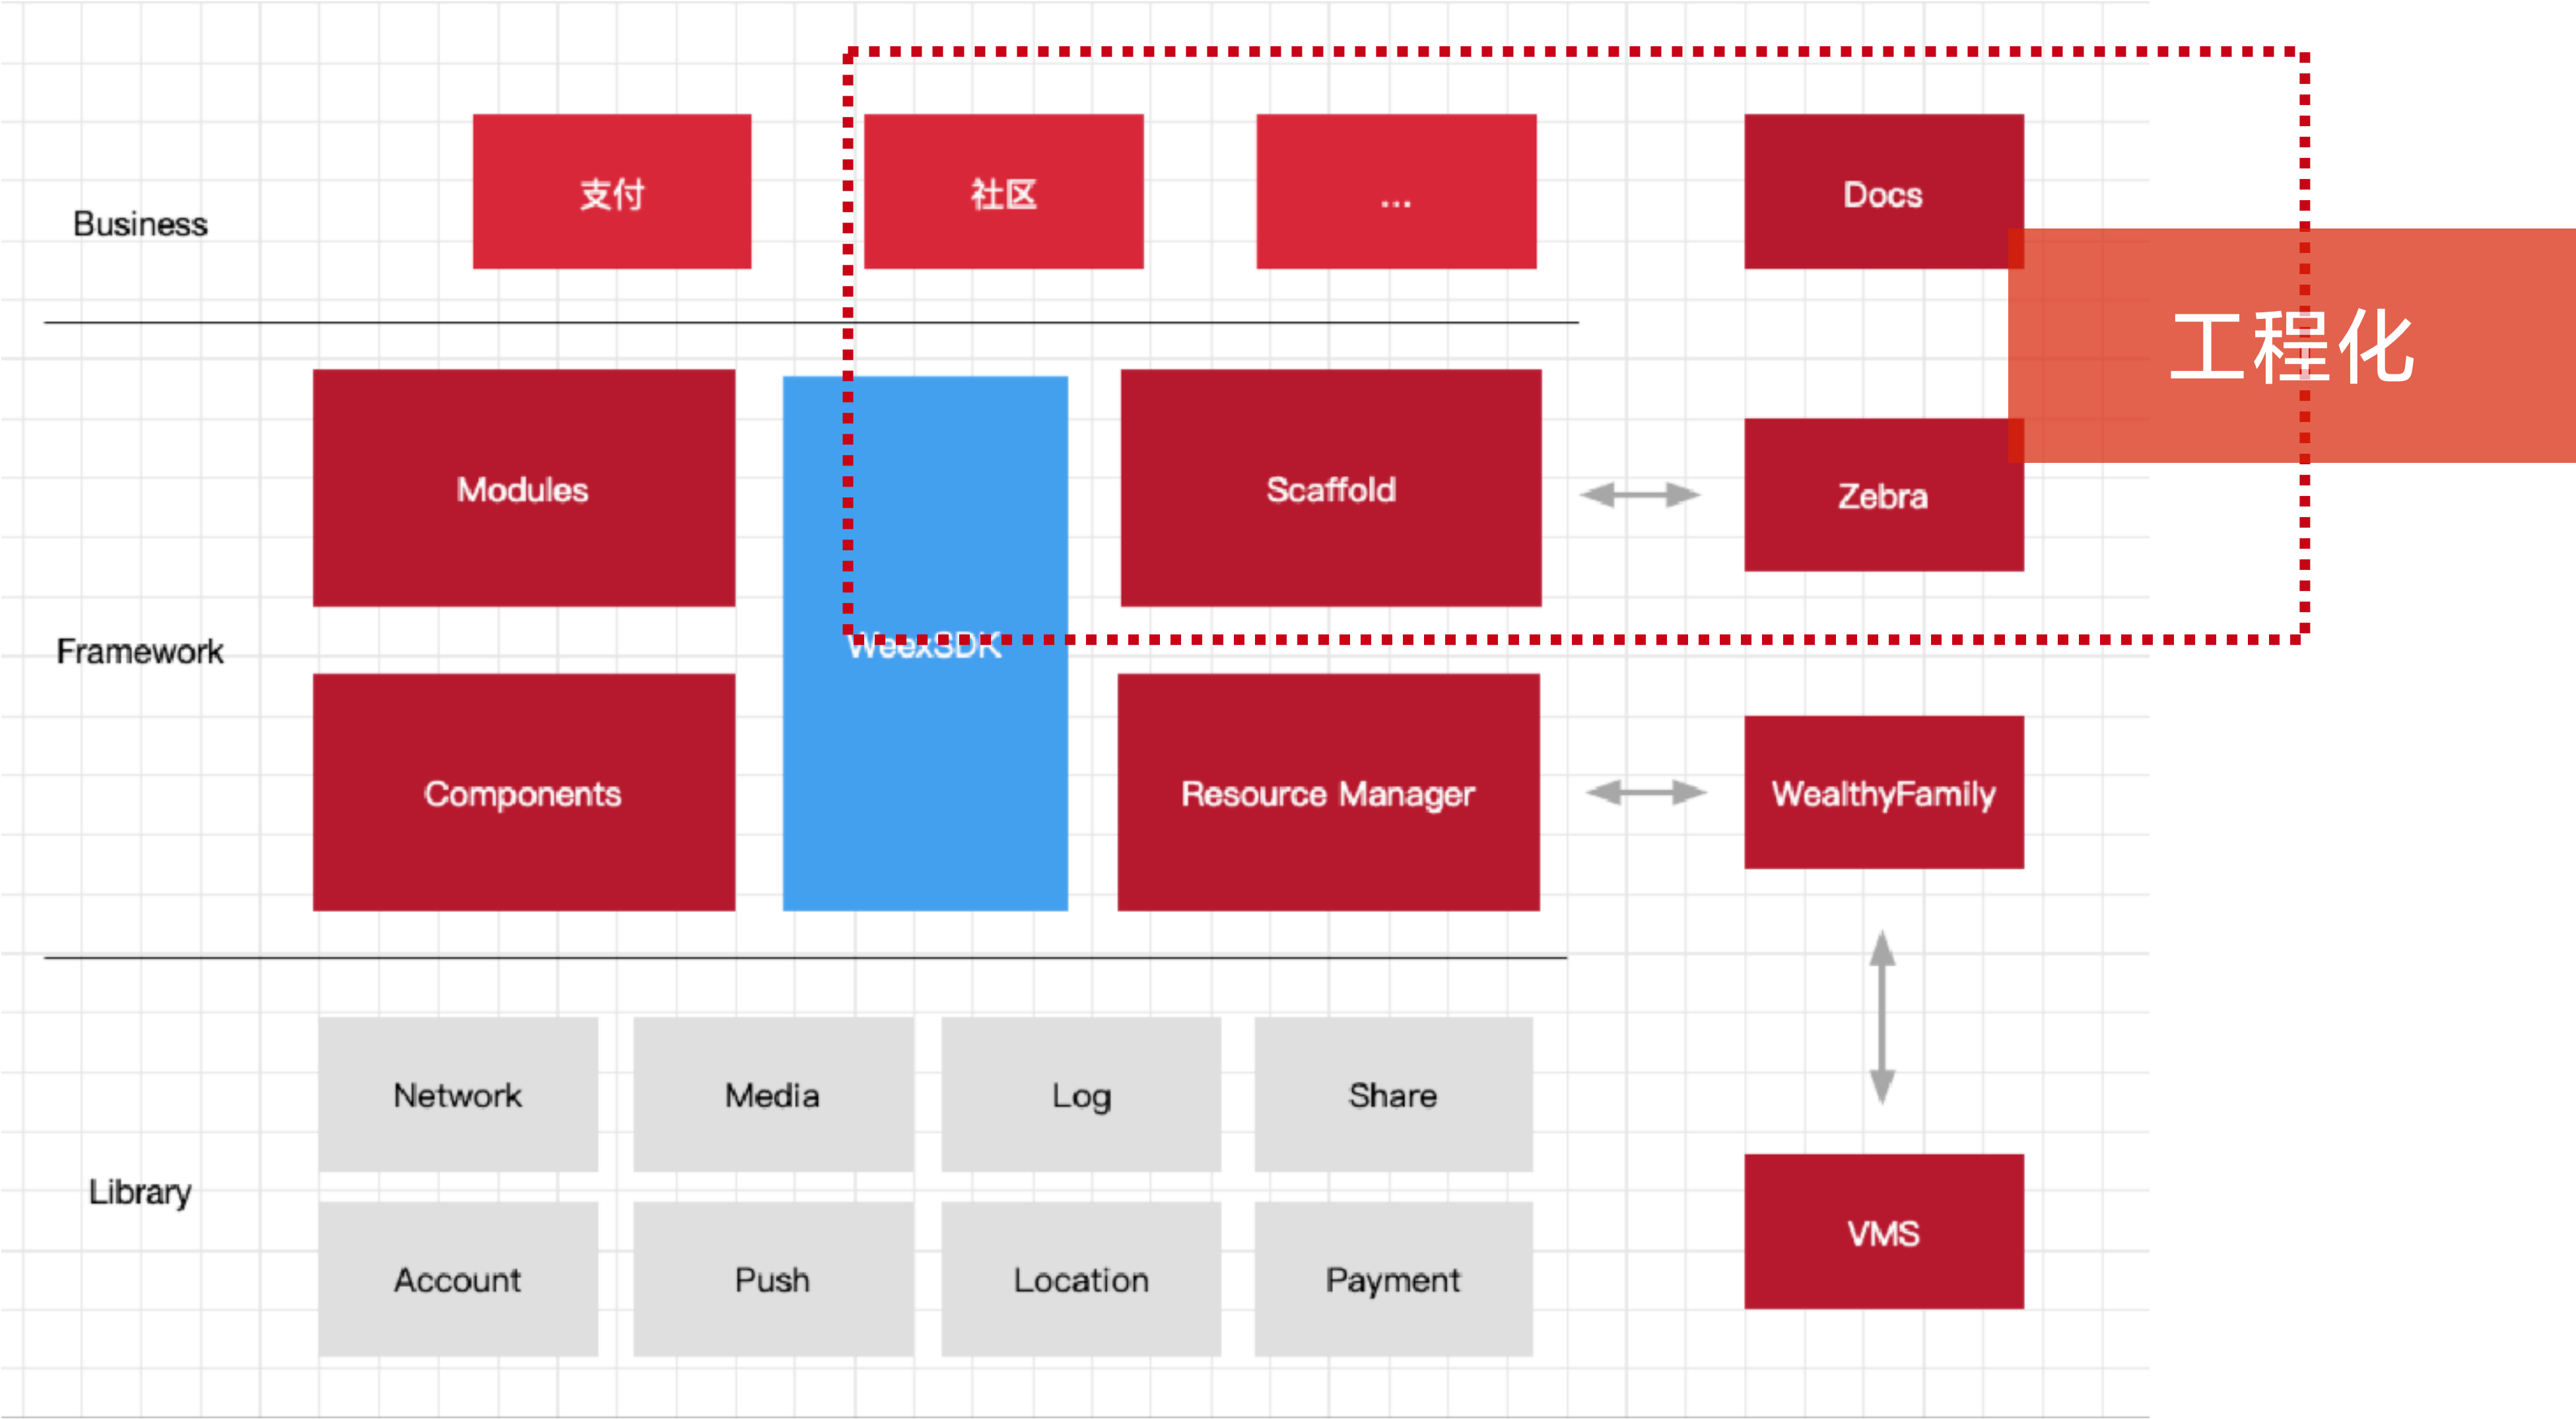 支付
社区
...
Docs
Business
工程化
Modules
Scaffold
Zebra
WeexSDK
Framework
Components
Resource Manager
WealthyFamily
Network
Media
Log
Share
Library
VMS
Account
Push
Location
Payment